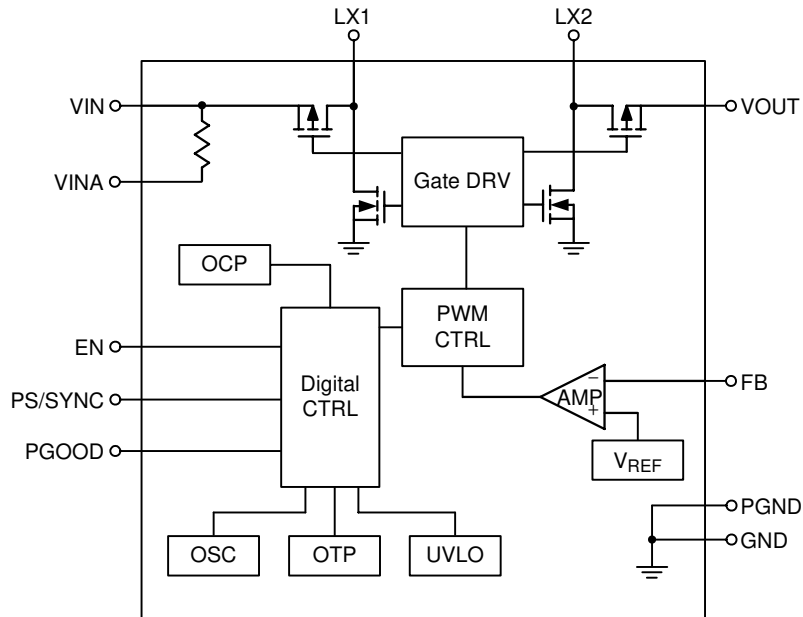 LX1
LX2
VIN
VOUT
VINA
Gate DRV
OCP
PWM
CTRL
EN
Digital
CTRL
PS/SYNC
PGOOD
−
AMP
+
FB
VREF
PGND
GND
OSC
OTP
UVLO